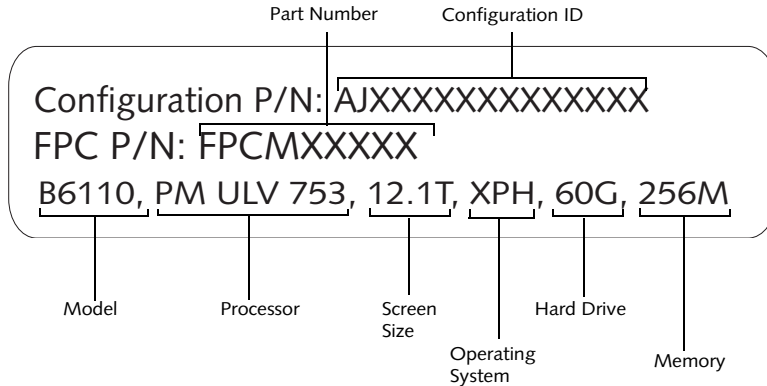 Part Number
Configuration ID
Configuration P/N: AJXXXXXXXXXXXXX
FPC P/N: FPCMXXXXX
B6110, PM ULV 753, 12.1T, XPH, 60G, 256M
Model
Processor
Screen
Size
Hard Drive
Operating
System
Memory